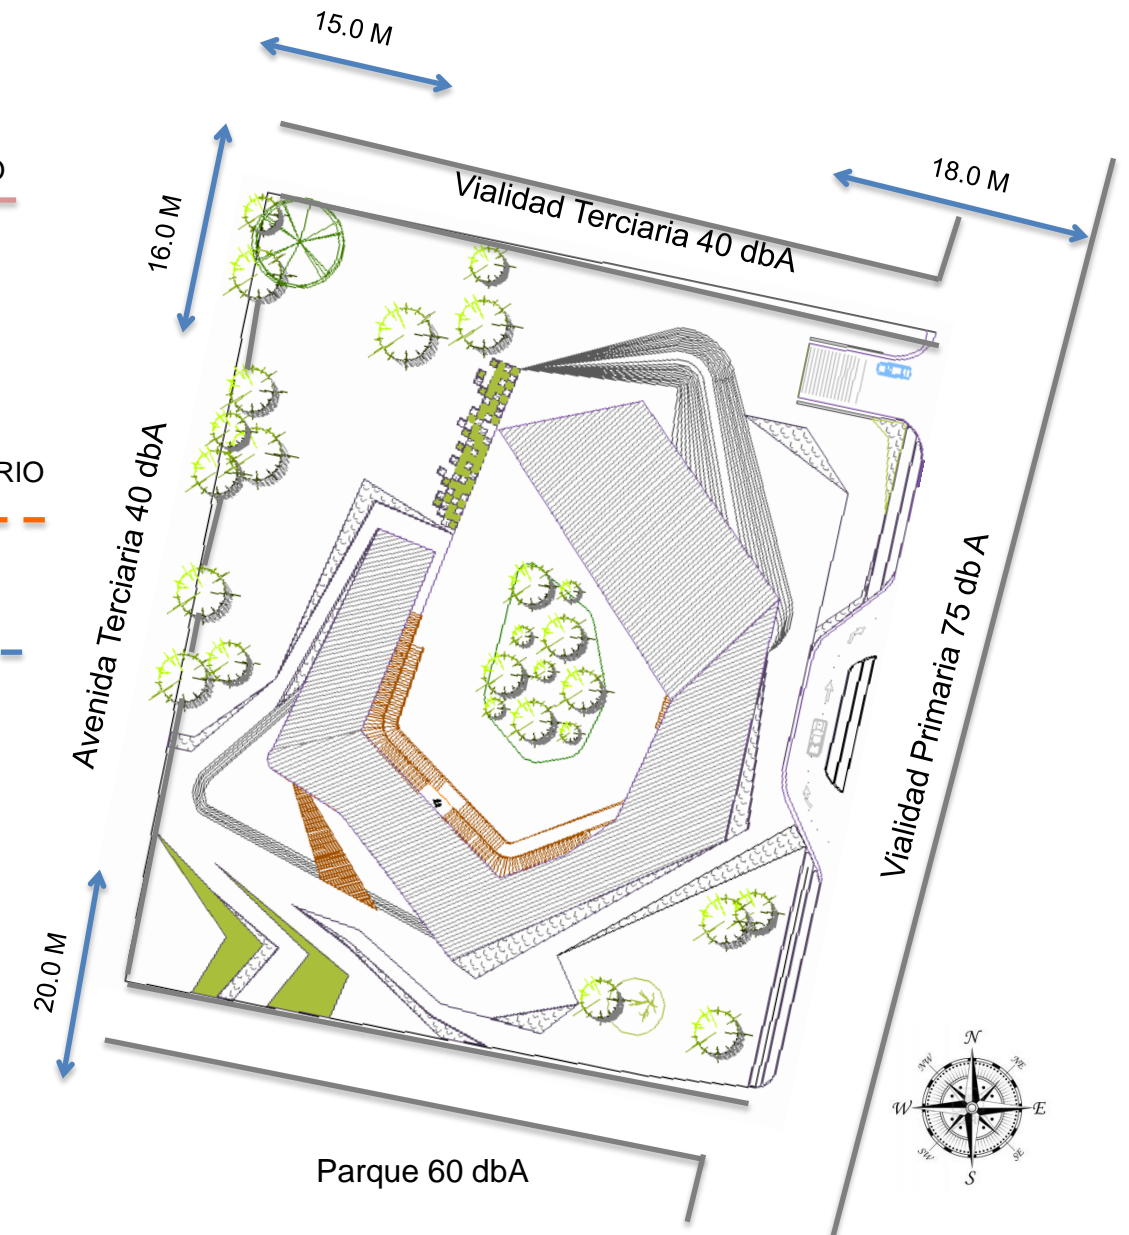 15.0 M
18.0 M
Vialidad Terciaria 40 dbA
16.0 M
O
RIO
Avenida Terciaria 40 dbA
Vialidad Primaria 75 db A
20.0 M
Parque 60 dbA
N
NW
NE
W
E
SW
SE
S